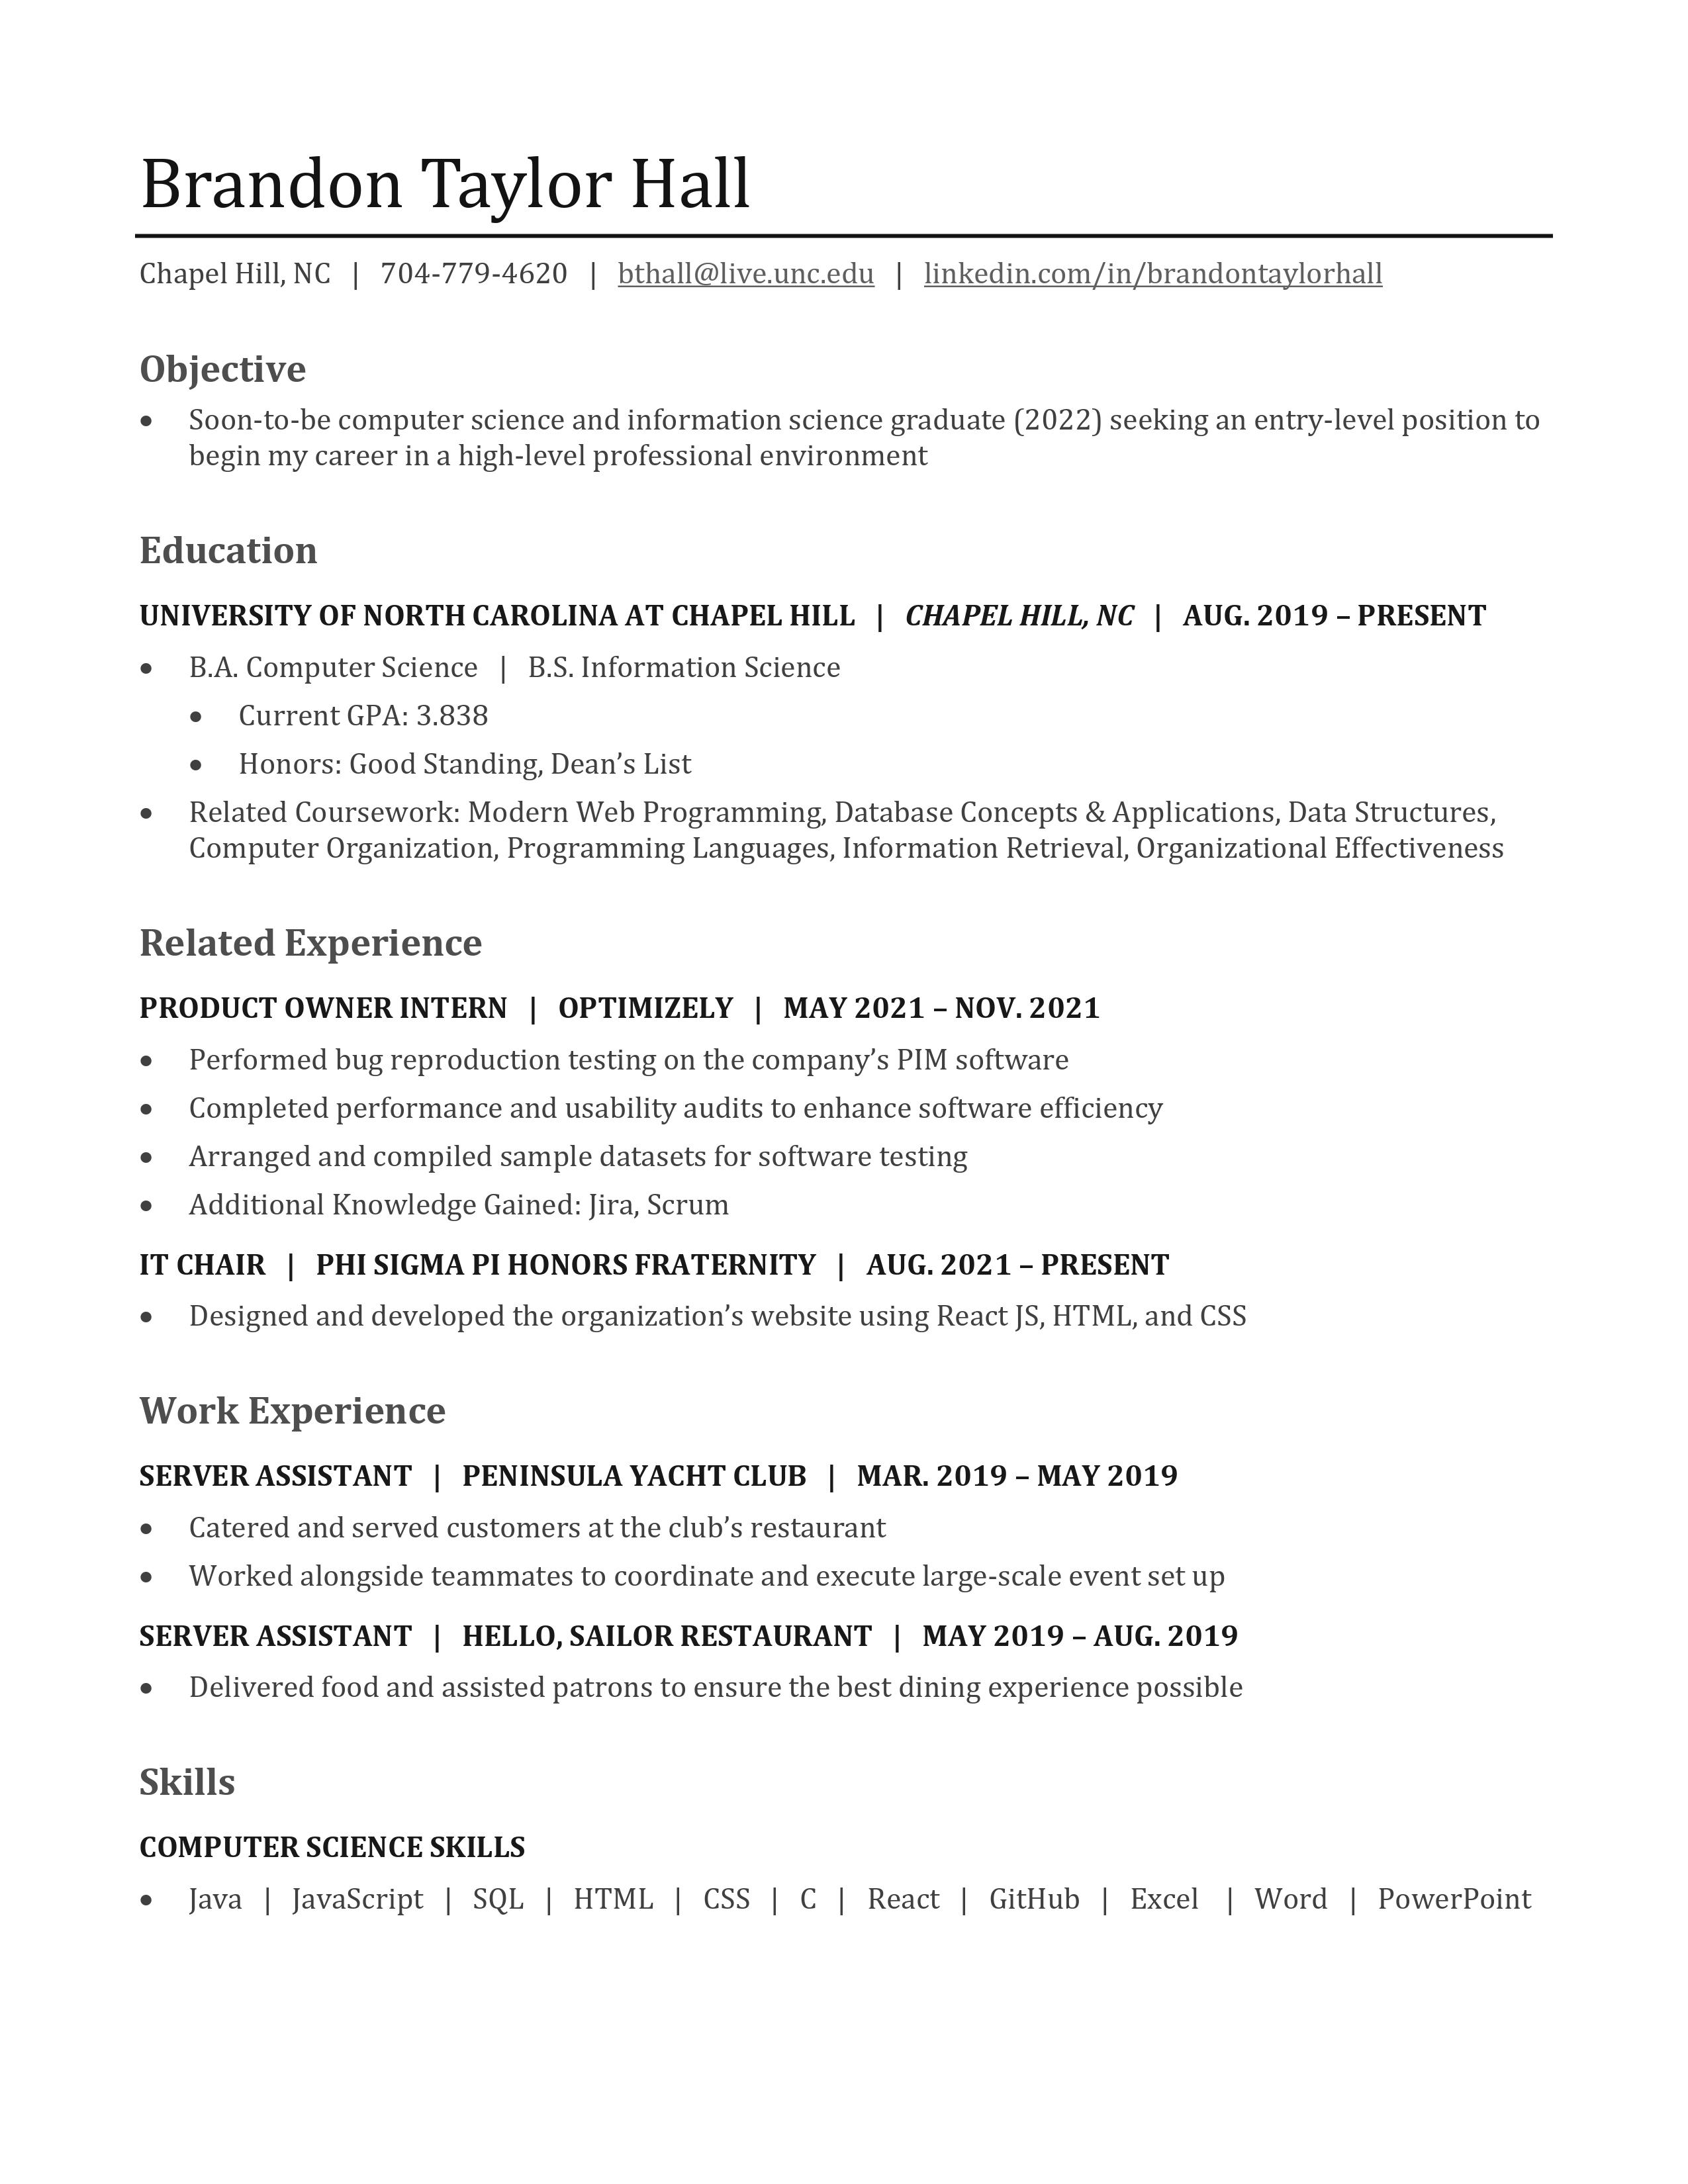 Brandon Taylor Hall
Chapel Hill, NC | 704-779-4620 | bthall@live.unc.edu | linkedin.com/in/brandontaylorhall
Objective
• Soon-to-be computer science and information science graduate (2022) seeking an entry-level position to
begin my career in a high-level professional environment
Education
UNIVERSITY OF NORTH CAROLINA AT CHAPEL HILL | CHAPEL HILL, NC | AUG. 2019 – PRESENT
• B.A. Computer Science | B.S. Information Science
• Current GPA: 3.838
• Honors: Good Standing, Dean’s List
• Related Coursework: Modern Web Programming, Database Concepts & Applications, Data Structures,
Computer Organization, Programming Languages, Information Retrieval, Organizational Effectiveness
Related Experience
PRODUCT OWNER INTERN | OPTIMIZELY | MAY 2021 – NOV. 2021
• Performed bug reproduction testing on the company’s PIM software
• Completed performance and usability audits to enhance software efficiency
• Arranged and compiled sample datasets for software testing
• Additional Knowledge Gained: Jira, Scrum
IT CHAIR | PHI SIGMA PI HONORS FRATERNITY | AUG. 2021 – PRESENT
• Designed and developed the organization’s website using React JS, HTML, and CSS
Work Experience
SERVER ASSISTANT | PENINSULA YACHT CLUB | MAR. 2019 – MAY 2019
• Catered and served customers at the club’s restaurant
• Worked alongside teammates to coordinate and execute large-scale event set up
SERVER ASSISTANT | HELLO, SAILOR RESTAURANT | MAY 2019 – AUG. 2019
• Delivered food and assisted patrons to ensure the best dining experience possible
Skills
COMPUTER SCIENCE SKILLS
• Java | JavaScript | SQL | HTML | CSS | C | React | GitHub | Excel | Word | PowerPoint